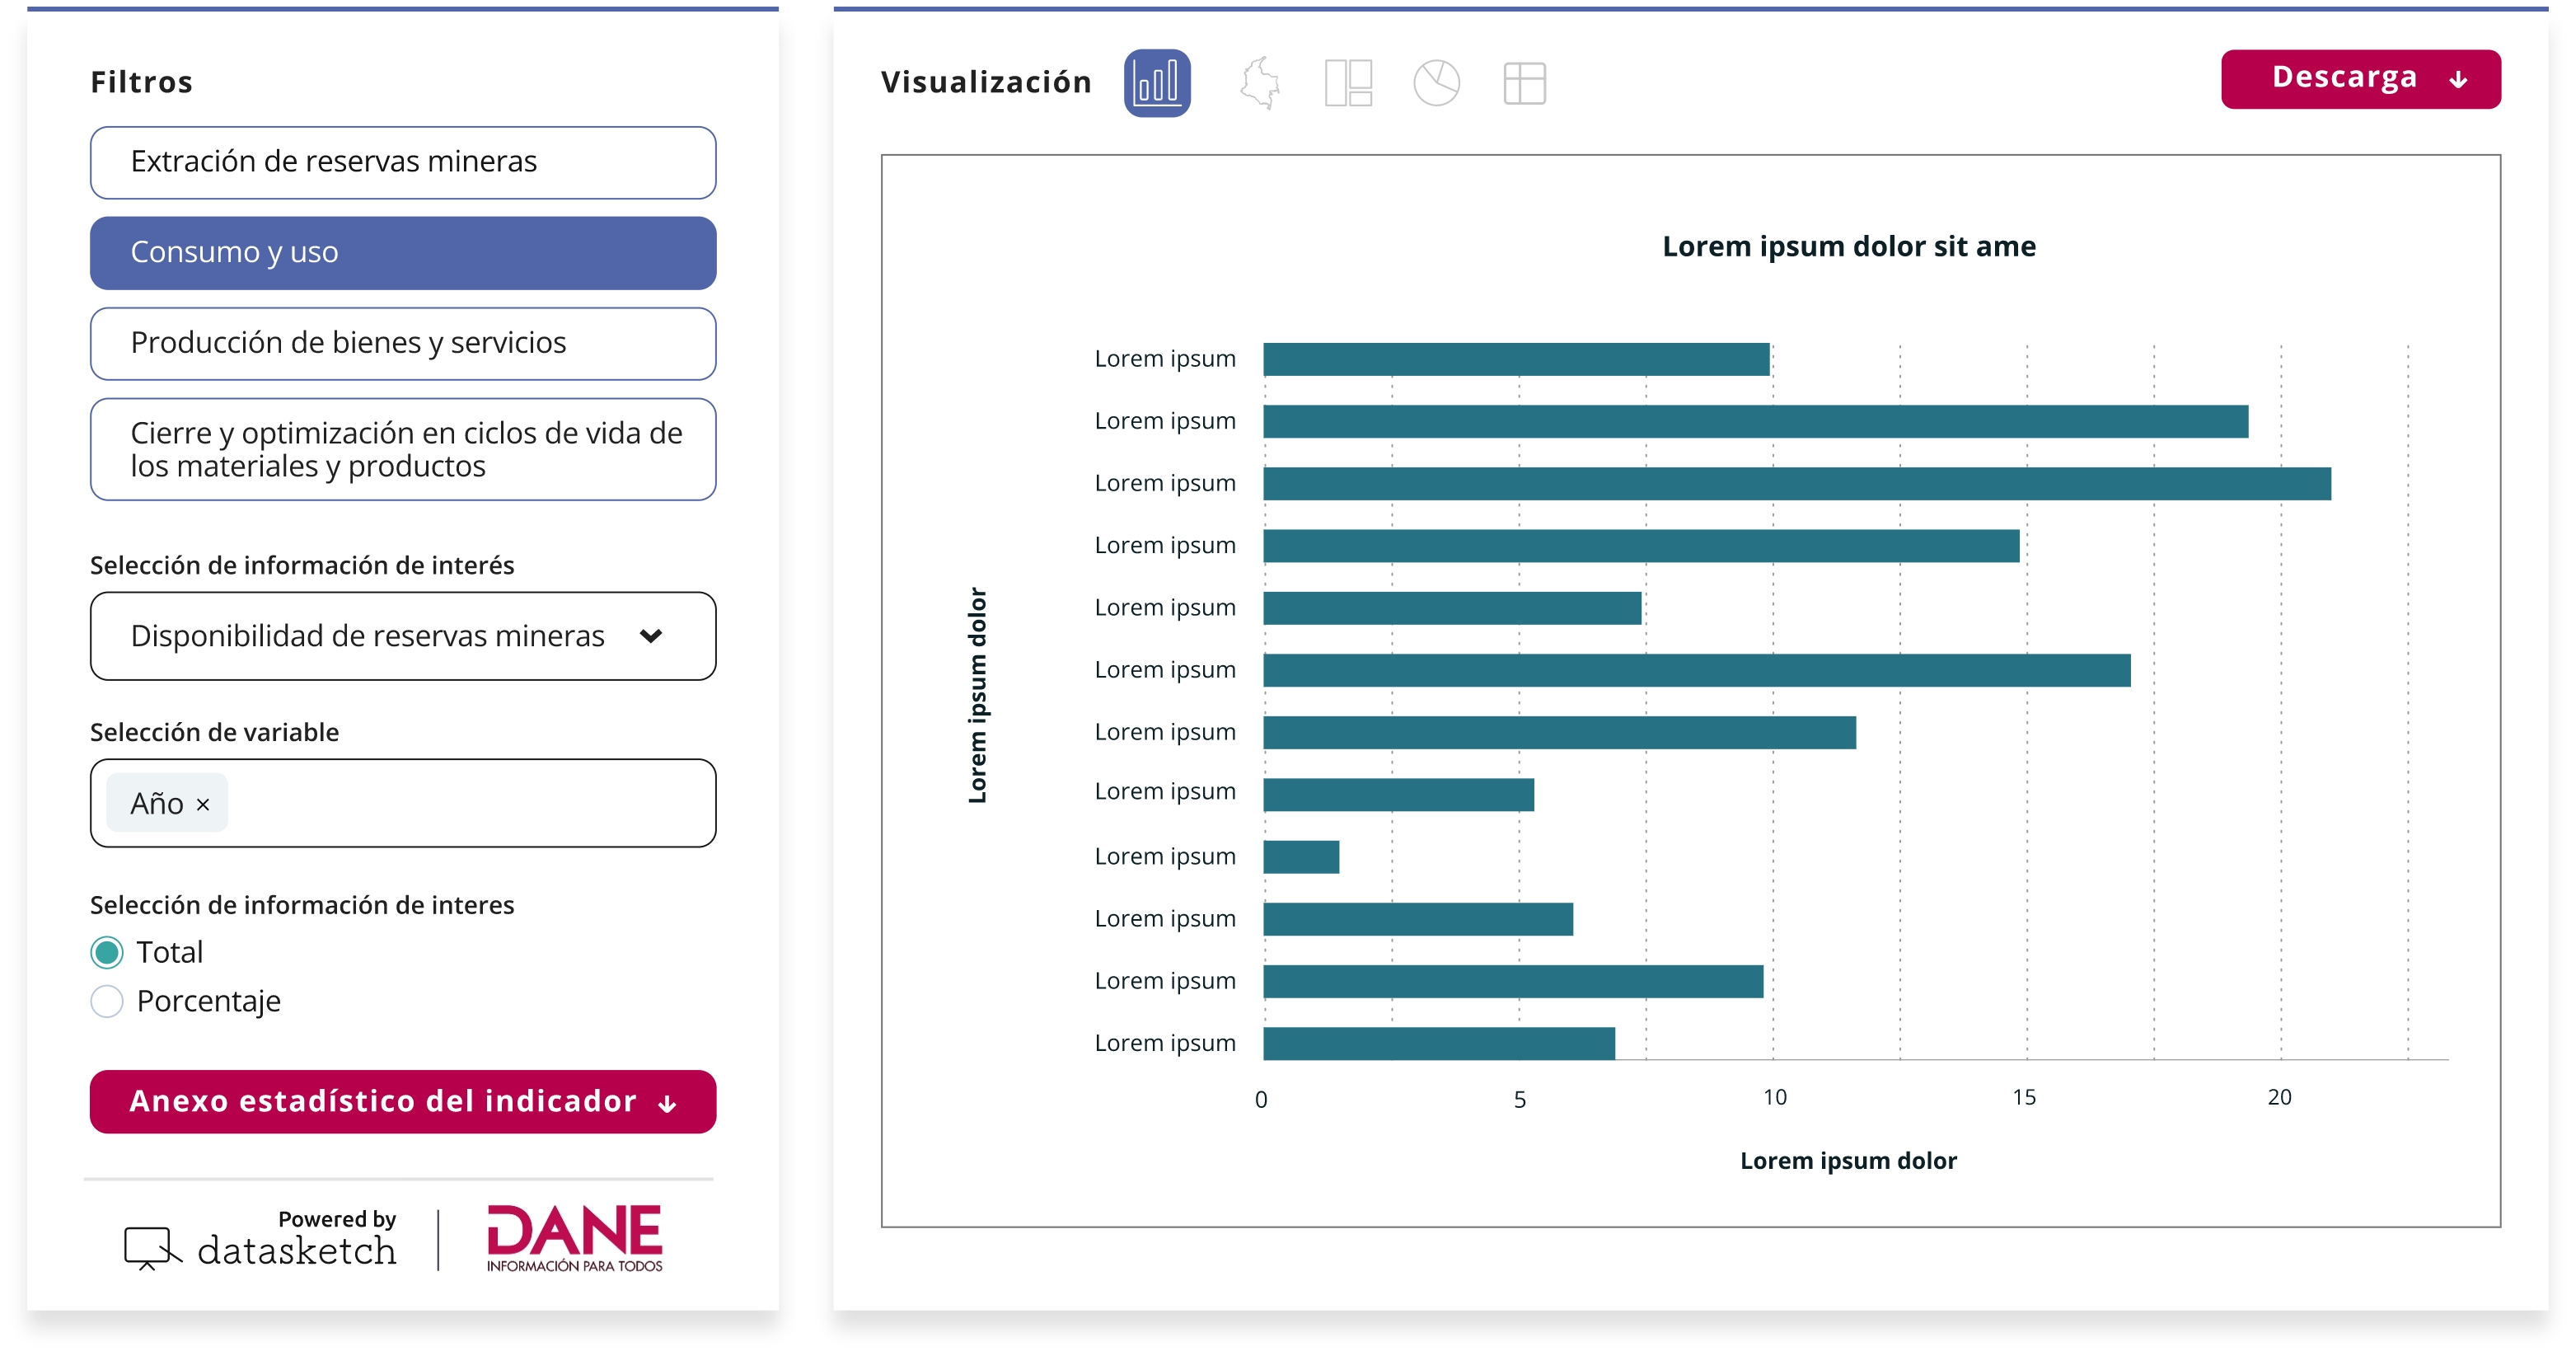 Filtros
Extración de reservas mineras
Consumo y uso
Producción de bienes y servicios
Cierre y optimización en ciclos de vida de
los materiales y productos
Selección de información de interés
Disponibilidad de reservas mineras
Selección de variable
Año ×
Selección de información de interes
Total
Porcentaje
Anexo estadístico del indicador
Powered by
datasketch
DANE
INFORMACIÓN PARA TODOS
Visualización
Descarga
Lorem ipsum dolor sit ame
Lorem ipsum dolor
Lorem ipsum
Lorem ipsum
Lorem ipsum
Lorem ipsum
Lorem ipsum
Lorem ipsum
Lorem ipsum
Lorem ipsum
Lorem ipsum
Lorem ipsum
Lorem ipsum
Lorem ipsum
0 5 10 15 20
Lorem ipsum dolor